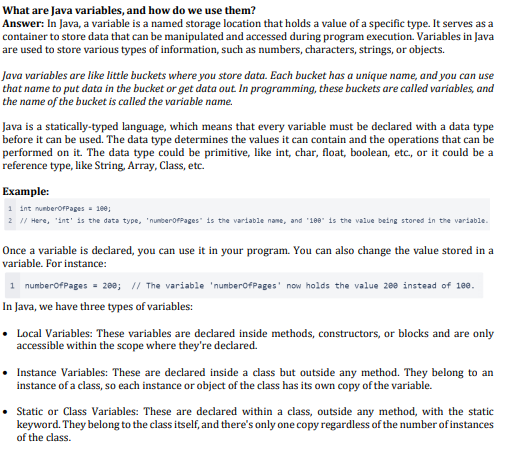 What are Java variables, and how do we use them?
Answer: In Java, a variable is a named storage location that holds a value of a specific type. It serves as a
container to store data that can be manipulated and accessed during program execution. Variables in Java
are used to store various types of information, such as numbers, characters, strings, or objects.
Java variables are like little buckets where you store data. Each bucket has a unique name, and you can use
that name to put data in the bucket or get data out. In programming, these buckets are called variables, and
the name of the bucket is called the variable name.
Java is a statically-typed language, which means that every variable must be declared with a data type
before it can be used. The data type determines the values it can contain and the operations that can be
performed on it. The data type could be primitive, like int, char, float, boolean, etc., or it could be a
reference type, like String, Array, Class, etc.
Example:
1 int numberOfPages = 100;
2 // Here, 'int' is the data type, 'numberOfPages' is the variable name, and '100' is the value being stored in the variable.
Once a variable is declared, you can use it in your program. You can also change the value stored in a
variable. For instance:
1 numberOfPages = 200; // The variable 'numberOfPages' now holds the value 200 instead of 100.
In Java, we have three types of variables:
• Local Variables: These variables are declared inside methods, constructors, or blocks and are only
accessible within the scope where they're declared.
• Instance Variables: These are declared inside a class but outside any method. They belong to an
instance of a class, so each instance or object of the class has its own copy of the variable.
• Static or Class Variables: These are declared within a class, outside any method, with the static
keyword. They belong to the class itself, and there's only one copy regardless of the number of instances
of the class.